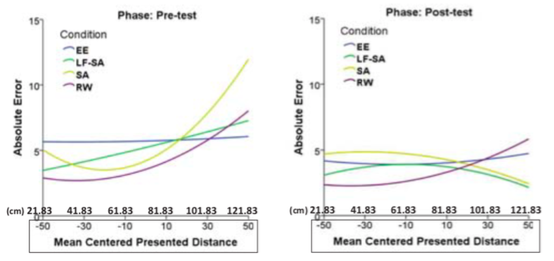 Phase: Pre-test
15
10
5
0
Absolute Error
Condition
EE
LF-SA
SA
RW
(cm) 21.83 41.83 61.83 81.83 101.83 121.83
-50 -30 -10 10 30 50
Mean Centered Presented Distance
Phase: Post-test
15
10
5
0
Absolute Error
Condition
EE
LF-SA
SA
RW
(cm) 21.83 41.83 61.83 81.83 101.83 121.83
-50 -30 -10 10 30 50
Mean Centered Presented Distance